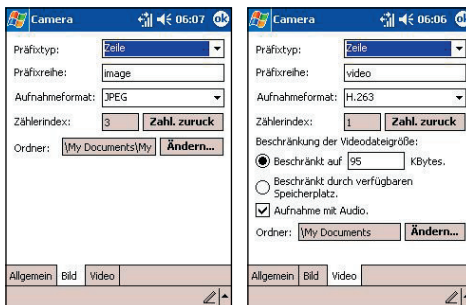 Camera 06:07 ok
Präfixtyp: Zeile
Präfixreihe: image
Aufnahmeformat: JPEG
Zählerindex: 3 Zahl. zuruck
Ordner: \My Documents\My Ändern...
Allgemein Bild Video
Camera 06:06 ok
Präfixtyp: Zeile
Präfixreihe: video
Aufnahmeformat: H.263
Zählerindex: 1 Zahl. zuruck
Beschränkung der Videodateigröße:
Beschränkt auf 95 KBytes.
Beschränkt durch verfügbaren
Speicherplatz.
Aufnahme mit Audio.
Ordner: \My Documents Ändern...
Allgemein Bild Video